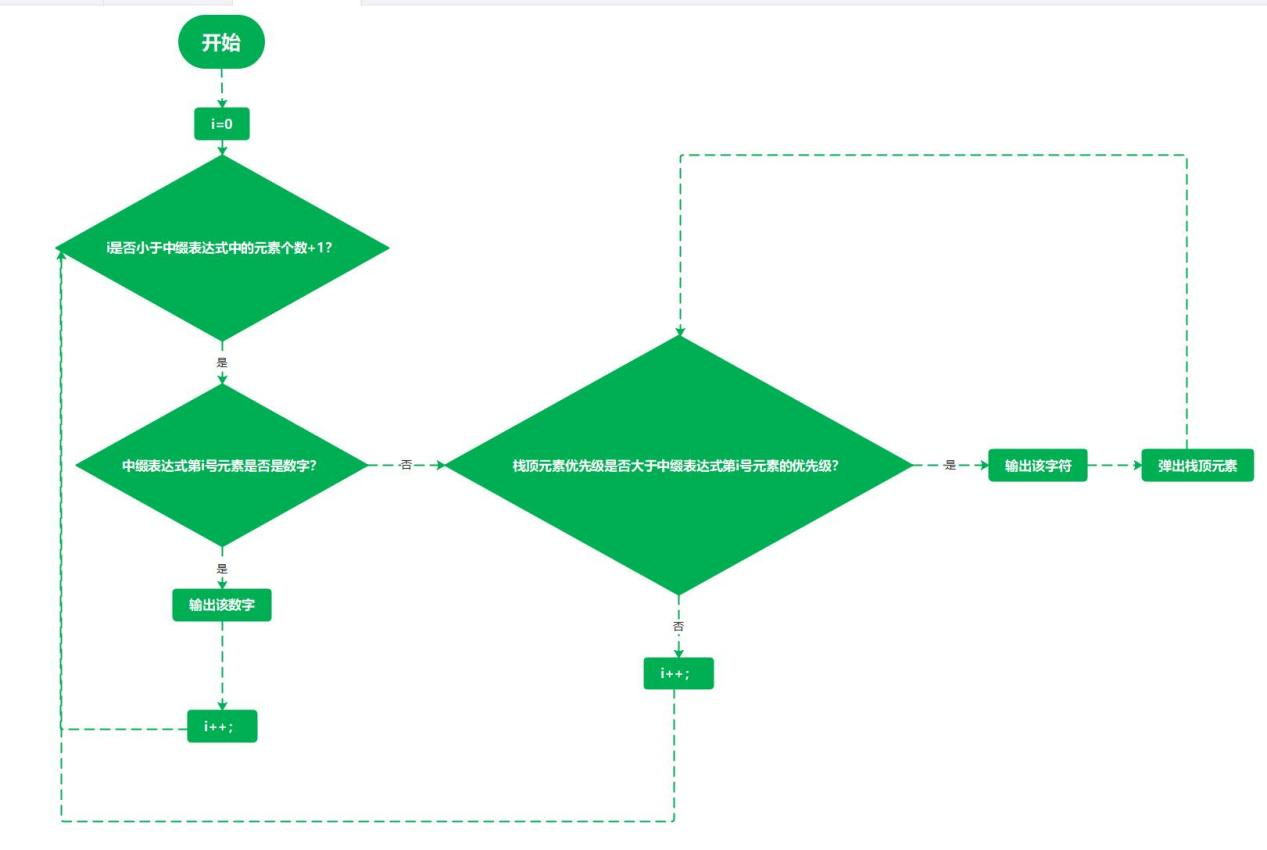 开始
i=0
i是否小于中缀表达式中的元素个数+1?
是
中缀表达式第i号元素是否是数字?
否
栈顶元素优先级是否大于中缀表达式第i号元素的优先级?
是
输出该字符
弹出栈顶元素
是
输出该数字
否
i++;
i++;